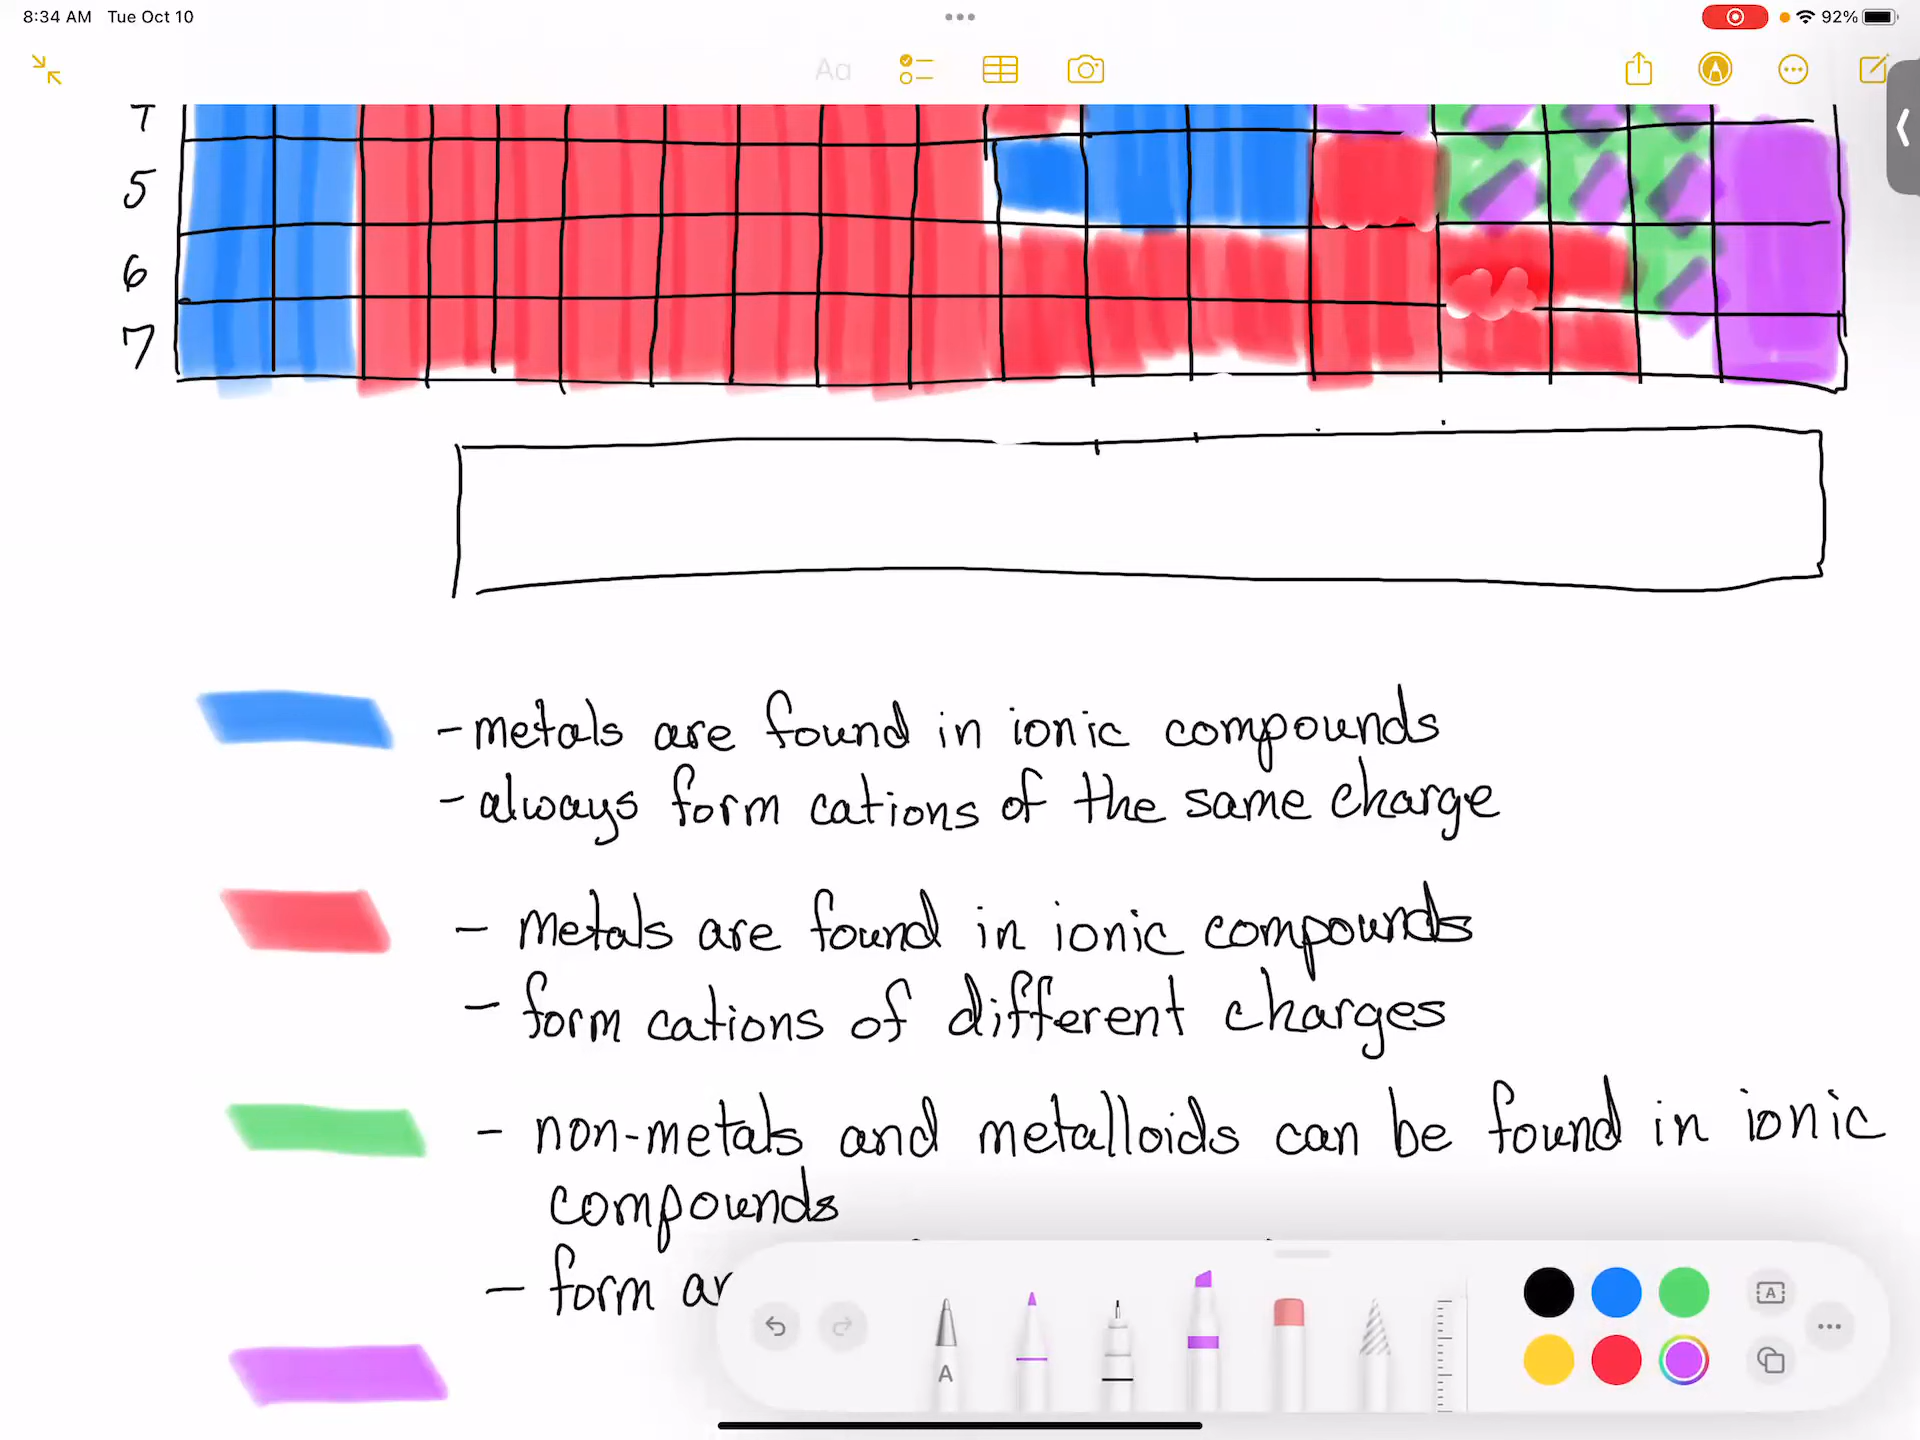 8:34 AM Tue Oct 10
92%
Aa
5
6
7
- metals are found in ionic compounds
- always form cations of the same charge
- metals are found in ionic compounds
- form cations of different charges
- non-metals and metalloids can be found in ionic
compounds
- form
A
A